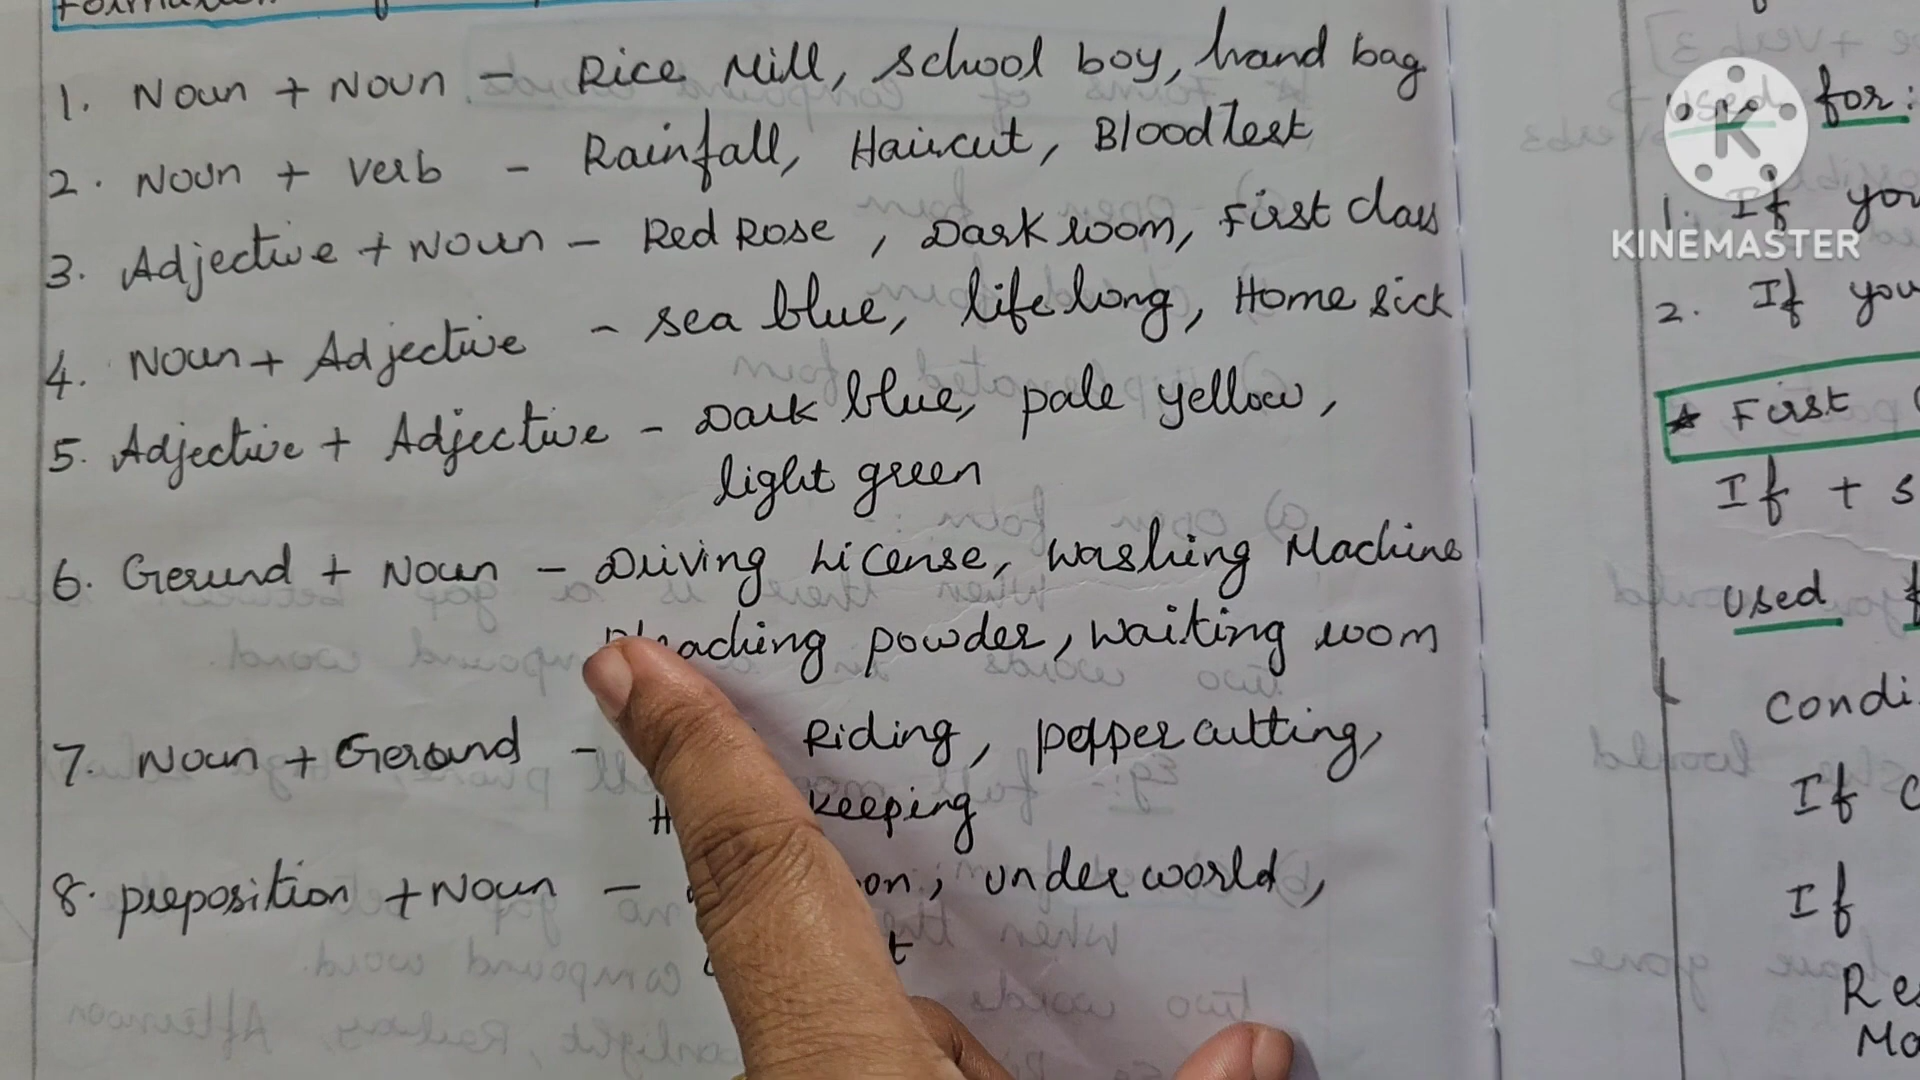 Formation
1. Noun + Noun - Rice Mill, school boy, hand bag
2. Noun + verb - Rainfall, Haircut, Blood test
3. Adjective + Noun - Red Rose, Dark room, First class
4. Noun + Adjective - sea blue, life long, Home sick
5. Adjective + Adjective - Dark blue, pale yellow,
light green
6. Gerund + Noun - Driving License, Washing Machine
Bleaching powder, Waiting room
7. Noun + Gerund - Riding, pepper cutting,
keeping
8. preposition + Noun - under world,
for:
1. If you
KINEMASTER
2. If you
* First
If + s
Used
Condi
If
If